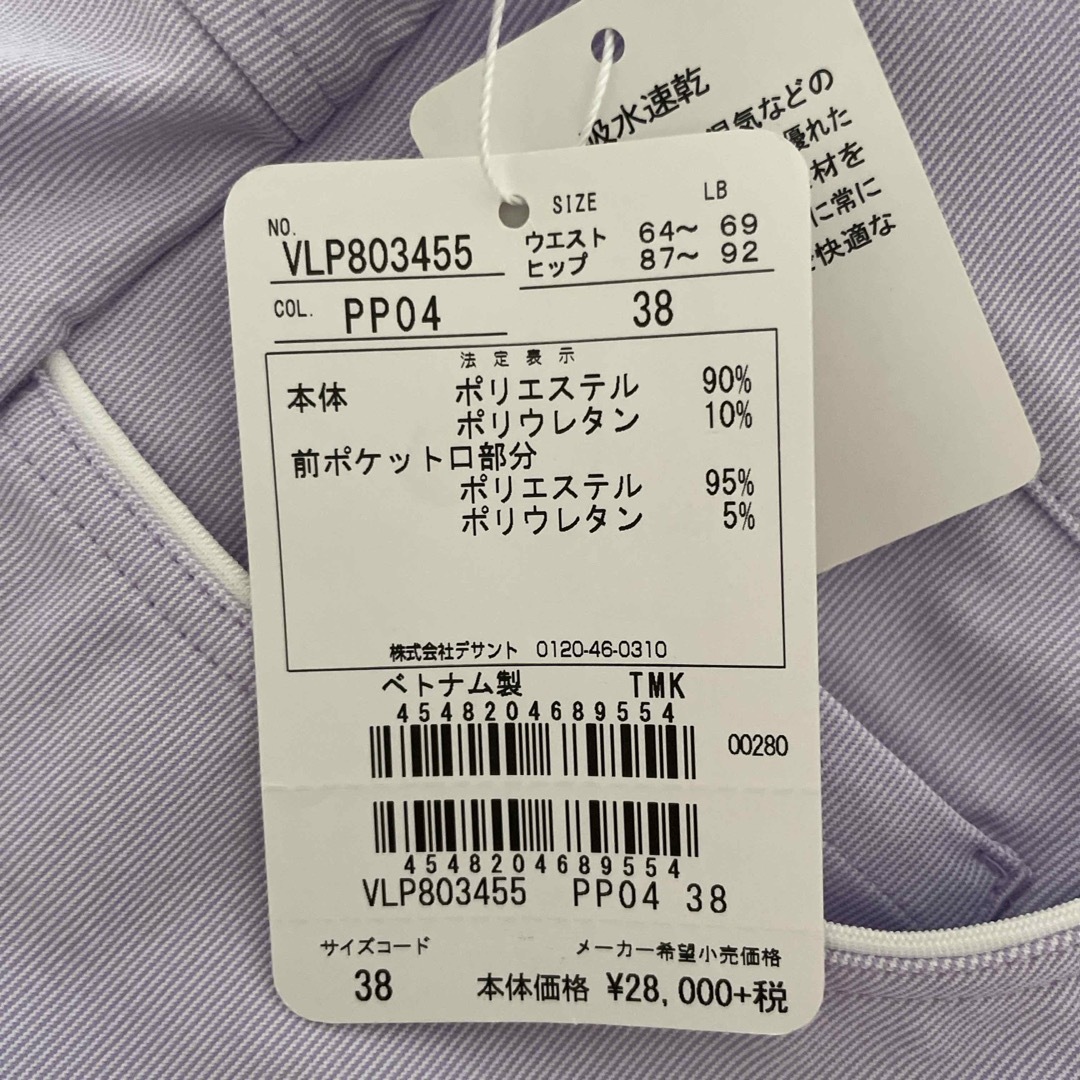 吸水速乾
湿気などの
優れた
材を
に常に
快適な
NO. VLP803455
SIZE LB
ウエスト 64〜 69
ヒップ 87〜 92
COL. PP04
38
法定表示
本体 ポリエステル 90%
ポリウレタン 10%
前ポケット口部分
ポリエステル 95%
ポリウレタン 5%
株式会社デサント 0120-46-0310
ベトナム製 TMK
4548204689554
00280
4548204689554
VLP803455 PP04 38
サイズコード
38
メーカー希望小売価格
本体価格 ¥28,000+税